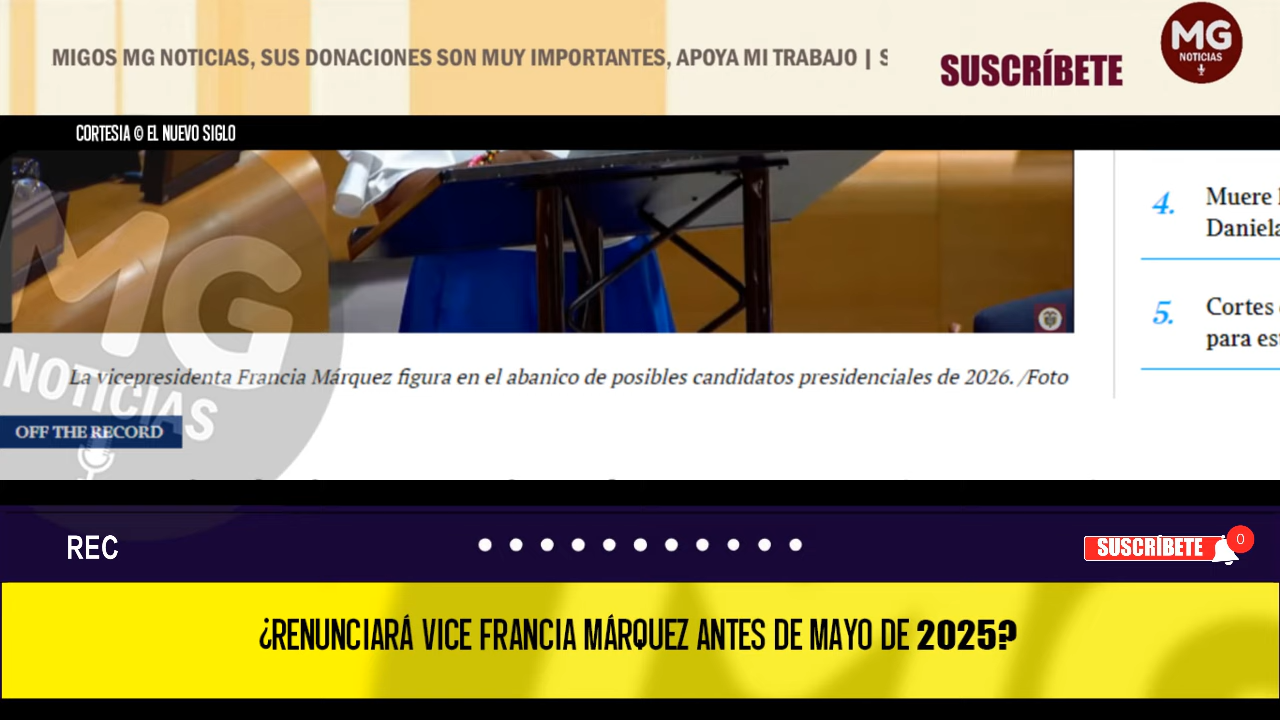 MIGOS MG NOTICIAS, SUS DONACIONES SON MUY IMPORTANTES, APOYA MI TRABAJO | S
SUSCRÍBETE
MG
NOTICIAS
CORTESIA © EL NUEVO SIGLO
4. Muere
Daniela
5. Cortes
para es
MG
NOTICIAS
La vicepresidenta Francia Márquez figura en el abanico de posibles candidatos presidenciales de 2026. /Foto
OFF THE RECORD
REC
SUSCRÍBETE
0
¿RENUNCIARÁ VICE FRANCIA MÁRQUEZ ANTES DE MAYO DE 2025?